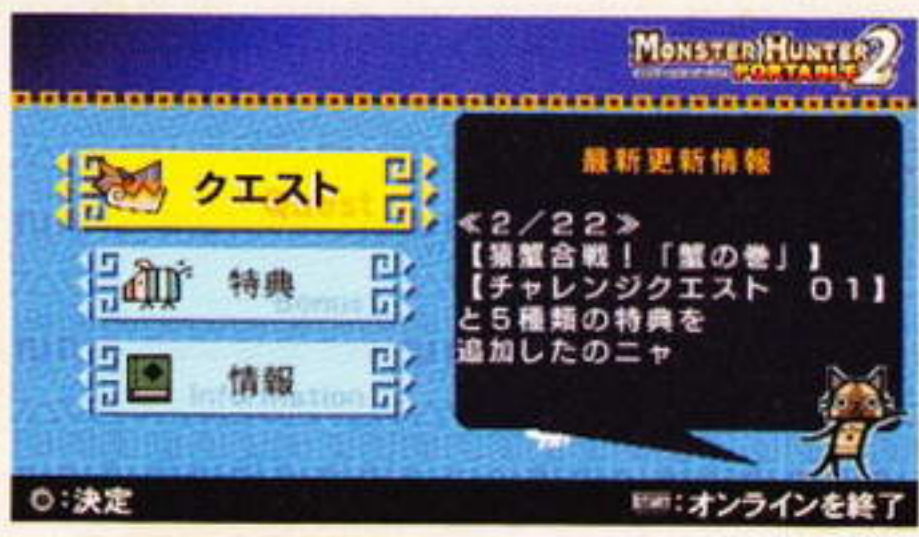 MONSTER HUNTER
PORTABLE 2
クエスト
Quest
特典
Bonus
情報
Information
最新更新情報
≪2/22≫
【猿蟹合戦!「蟹の巻」】
【チャレンジクエスト 01】
と5種類の特典を
追加したのニャ
:決定
START:オンラインを終了